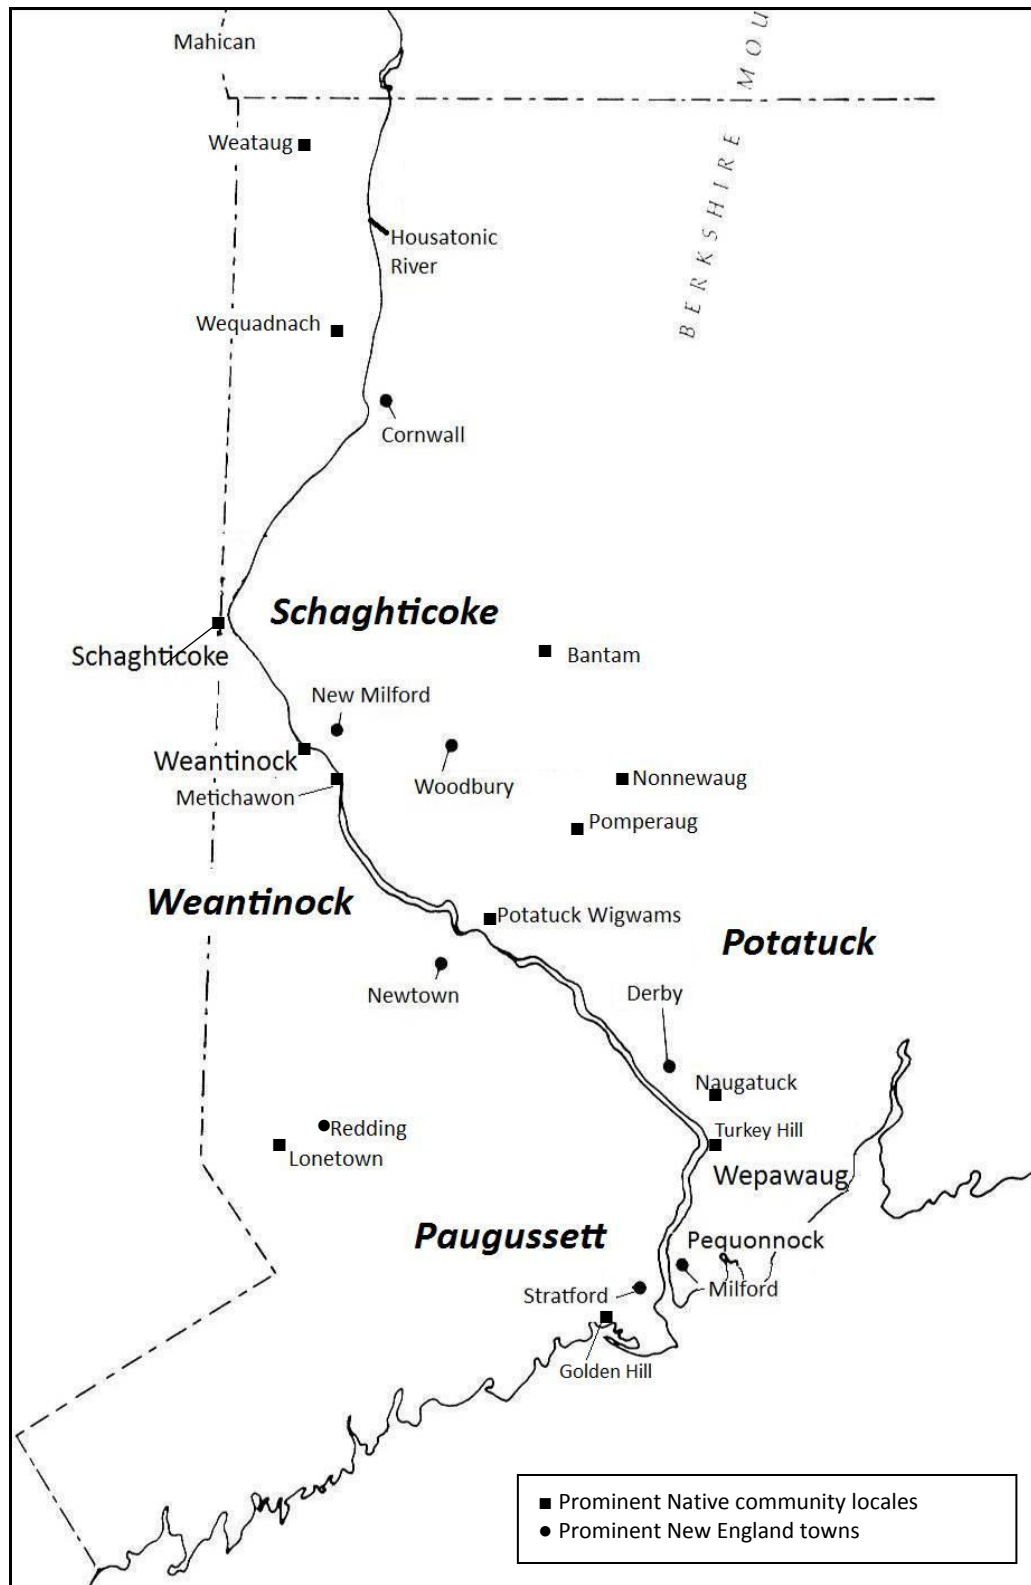 Mahican
BERKSHIRE MOU
Weataug
Housatonic
River
Wequadnach
Cornwall
Schaghticoke
Schaghticoke
Bantam
New Milford
Weantinock
Woodbury
Nonnewaug
Metichawon
Pomperaug
Weantinock
Potatuck Wigwams
Potatuck
Newtown
Derby
Naugatuck
Redding
Turkey Hill
Lonetown
Wepawaug
Paugussett
Pequonnock
Stratford
Milford
Golden Hill
■ Prominent Native community locales
● Prominent New England towns